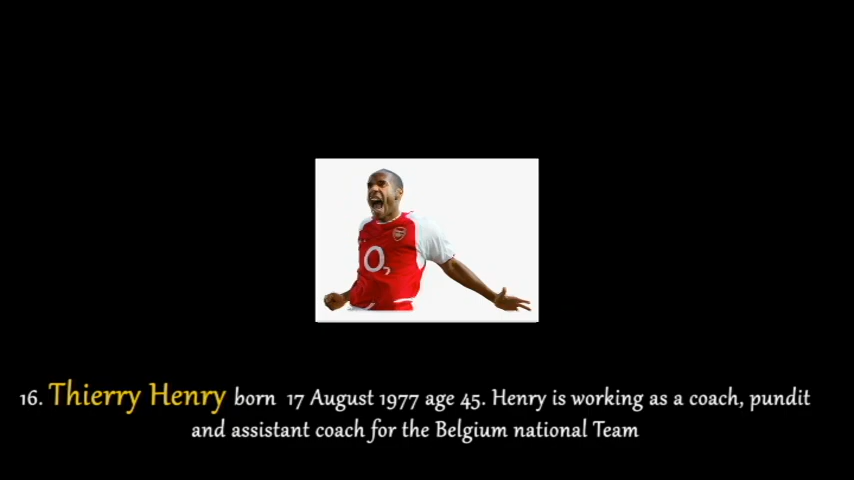 O2
16. Thierry Henry born 17 August 1977 age 45. Henry is working as a coach, pundit
and assistant coach for the Belgium national Team